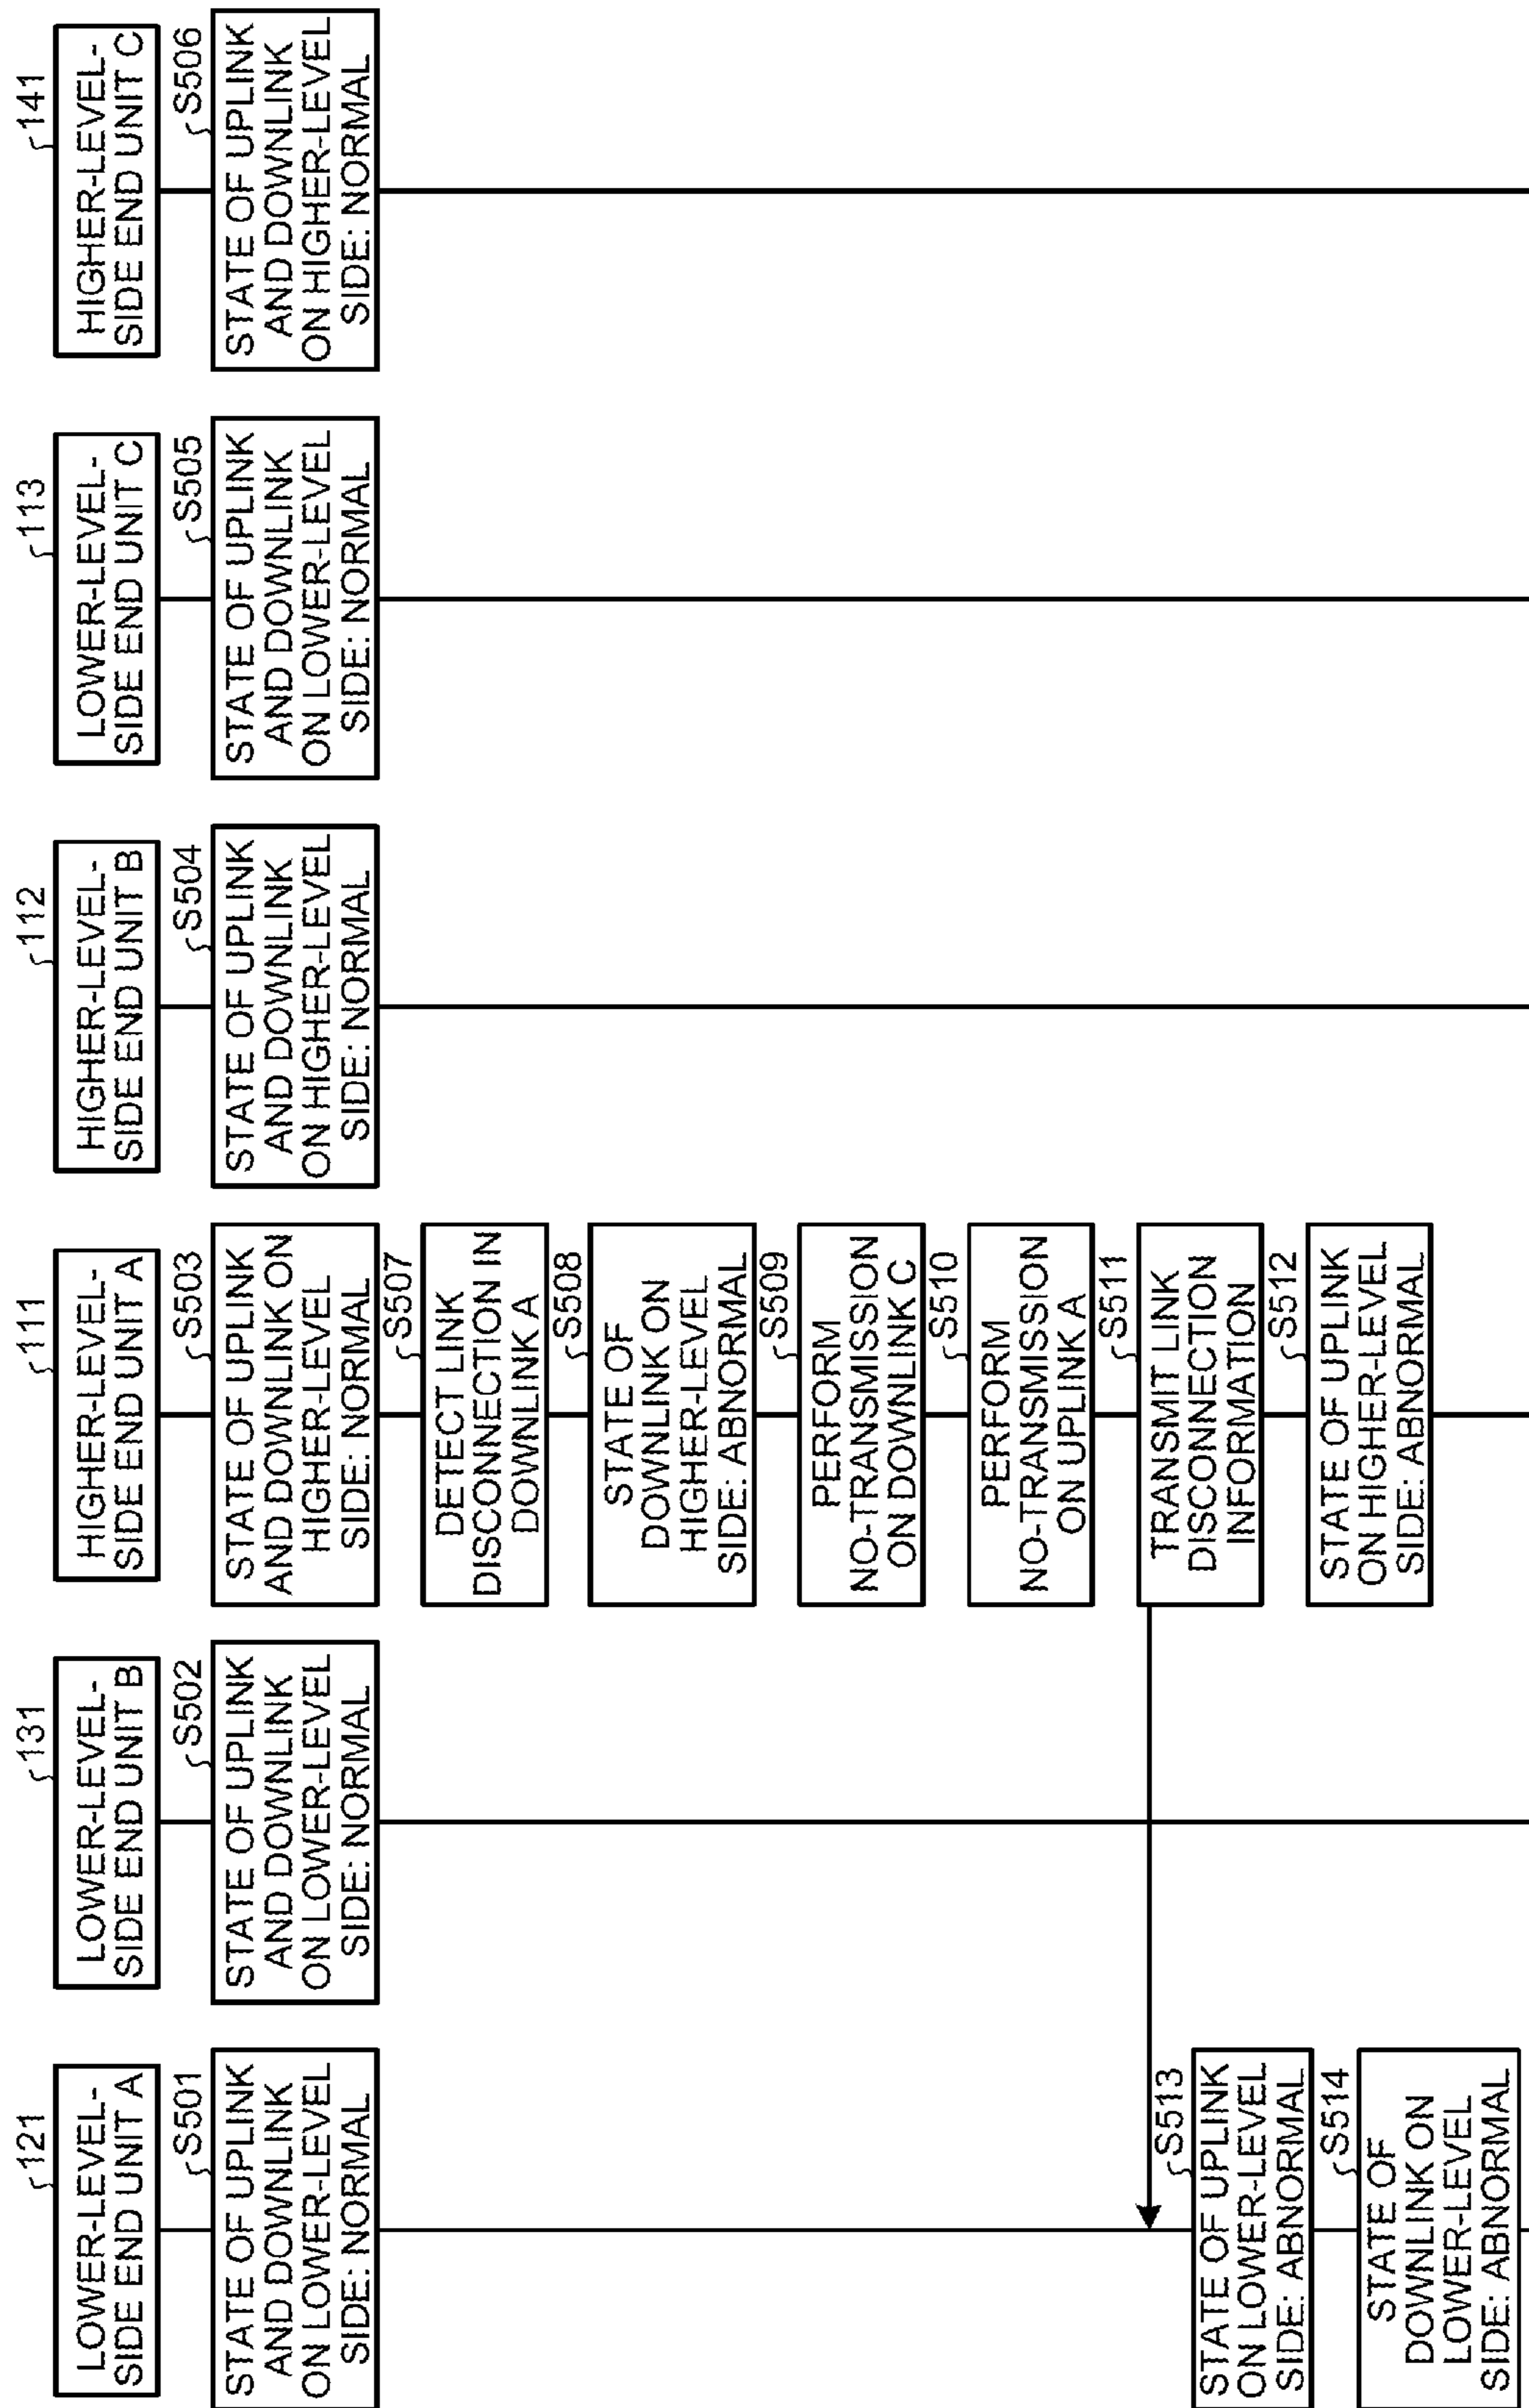 121
LOWER-LEVEL-
SIDE END UNIT A
131
LOWER-LEVEL-
SIDE END UNIT B
111
HIGHER-LEVEL-
SIDE END UNIT A
112
HIGHER-LEVEL-
SIDE END UNIT B
113
LOWER-LEVEL-
SIDE END UNIT C
141
HIGHER-LEVEL-
SIDE END UNIT C
S501
STATE OF UPLINK
AND DOWNLINK
ON LOWER-LEVEL
SIDE: NORMAL
S502
STATE OF UPLINK
AND DOWNLINK
ON LOWER-LEVEL
SIDE: NORMAL
S503
STATE OF UPLINK
AND DOWNLINK ON
HIGHER-LEVEL
SIDE: NORMAL
S504
STATE OF UPLINK
AND DOWNLINK
ON HIGHER-LEVEL
SIDE: NORMAL
S505
STATE OF UPLINK
AND DOWNLINK
ON LOWER-LEVEL
SIDE: NORMAL
S506
STATE OF UPLINK
AND DOWNLINK
ON HIGHER-LEVEL
SIDE: NORMAL
S507
DETECT LINK
DISCONNECTION IN
DOWNLINK A
S508
STATE OF
DOWNLINK ON
HIGHER-LEVEL
SIDE: ABNORMAL
S509
PERFORM
NO-TRANSMISSION
ON DOWNLINK C
S510
PERFORM
NO-TRANSMISSION
ON UPLINK A
S511
TRANSMIT LINK
DISCONNECTION
INFORMATION
S512
STATE OF UPLINK
ON HIGHER-LEVEL
SIDE: ABNORMAL
S513
STATE OF UPLINK
ON LOWER-LEVEL
SIDE: ABNORMAL
S514
STATE OF
DOWNLINK ON
LOWER-LEVEL
SIDE: ABNORMAL